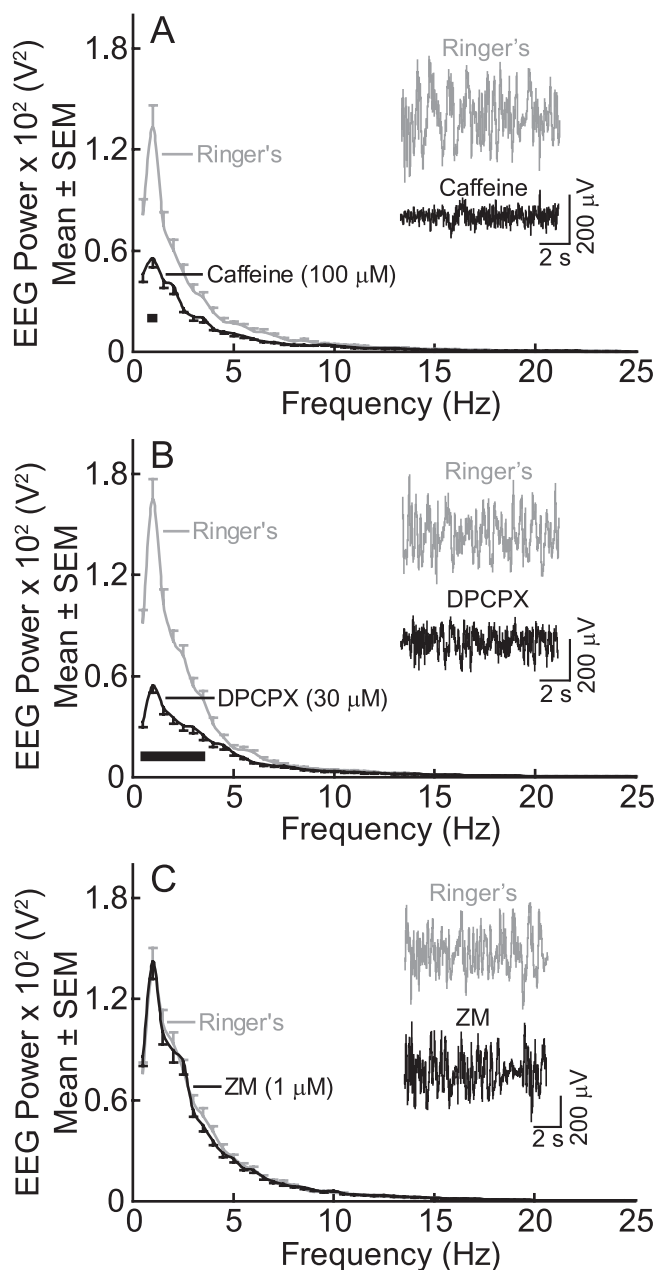 A
EEG Power x 10² (V²)
Mean ± SEM
1.8
1.2
0.6
0
Ringer's
Caffeine (100 µM)
Ringer's
Caffeine
200 µV
2 s
0 5 10 15 20 25
Frequency (Hz)
B
EEG Power x 10² (V²)
Mean ± SEM
1.8
1.2
0.6
0
Ringer's
DPCPX (30 µM)
Ringer's
DPCPX
200 µV
2 s
0 5 10 15 20 25
Frequency (Hz)
C
EEG Power x 10² (V²)
Mean ± SEM
1.8
1.2
0.6
0
Ringer's
ZM (1 µM)
Ringer's
ZM
200 µV
2 s
0 5 10 15 20 25
Frequency (Hz)